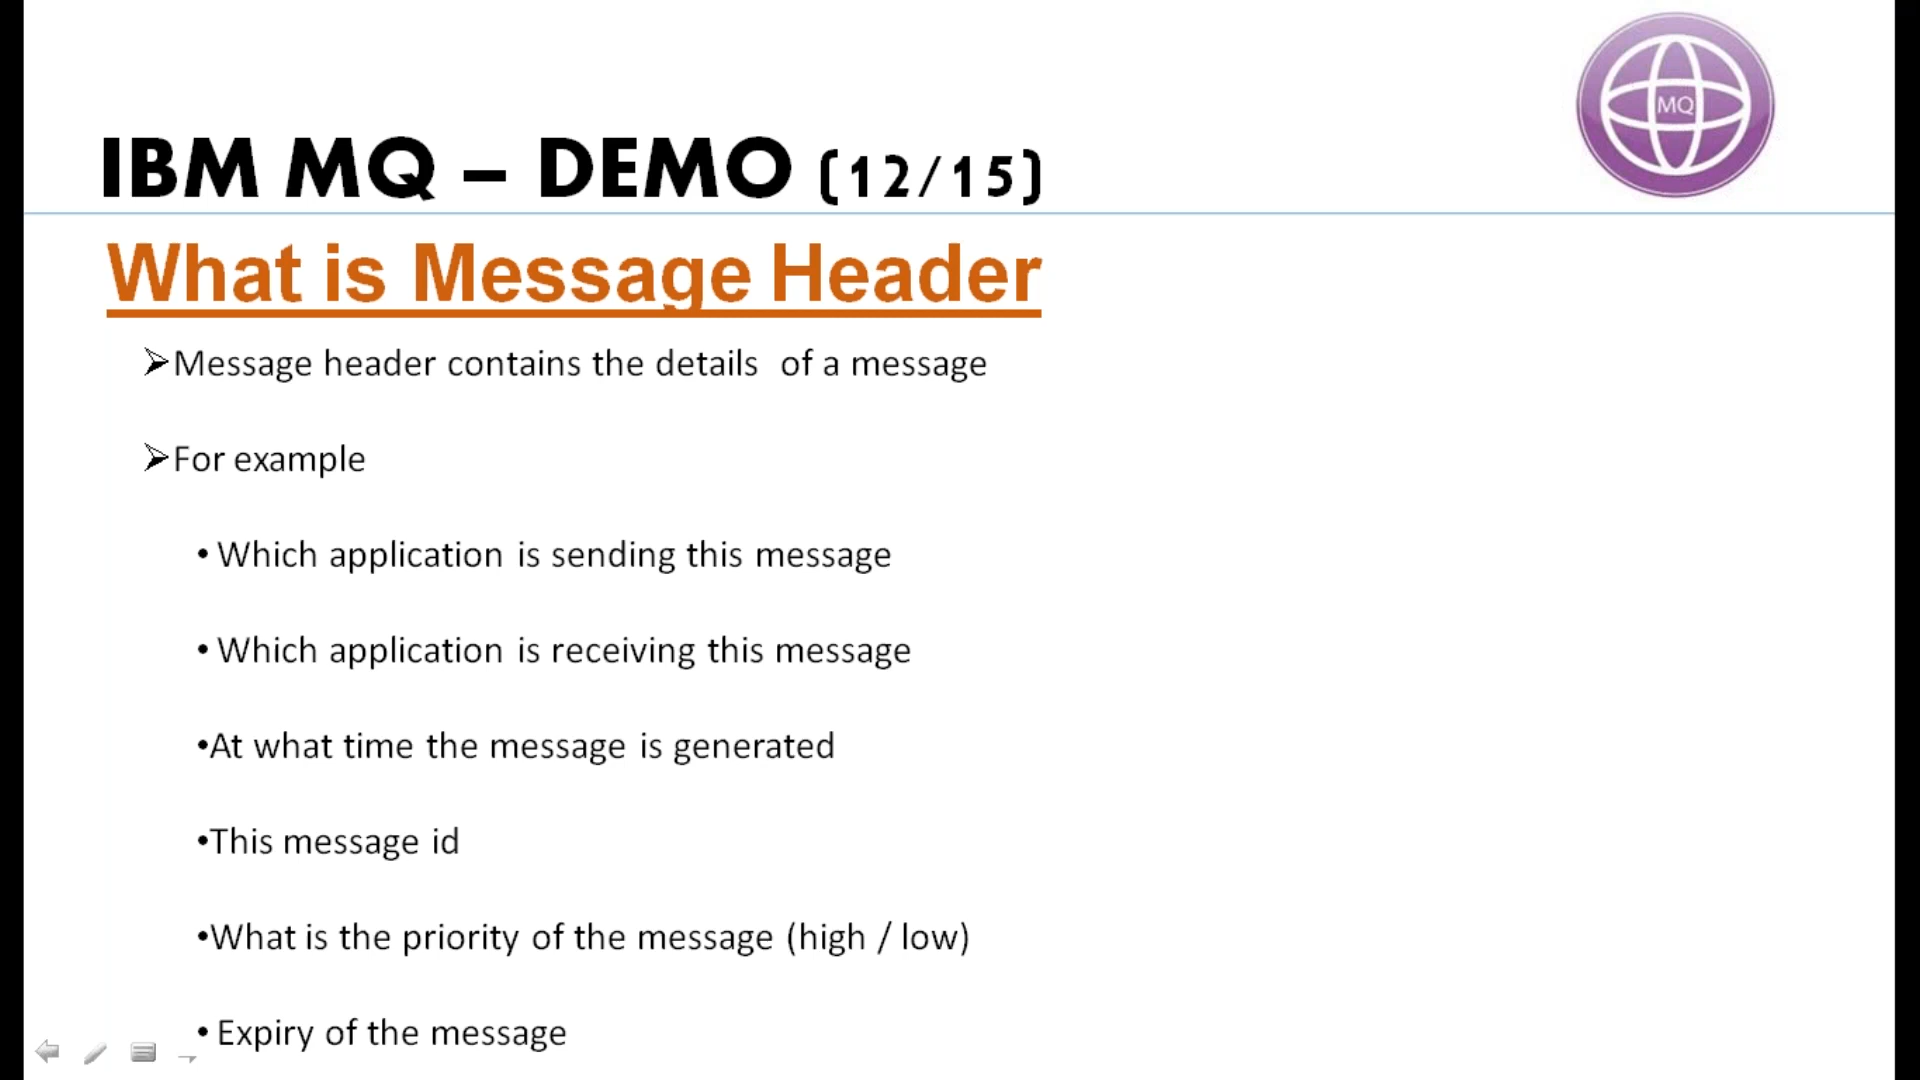 MQ
IBM MQ – DEMO (12/15)
What is Message Header
➢Message header contains the details of a message
➢For example
• Which application is sending this message
• Which application is receiving this message
•At what time the message is generated
•This message id
•What is the priority of the message (high / low)
• Expiry of the message